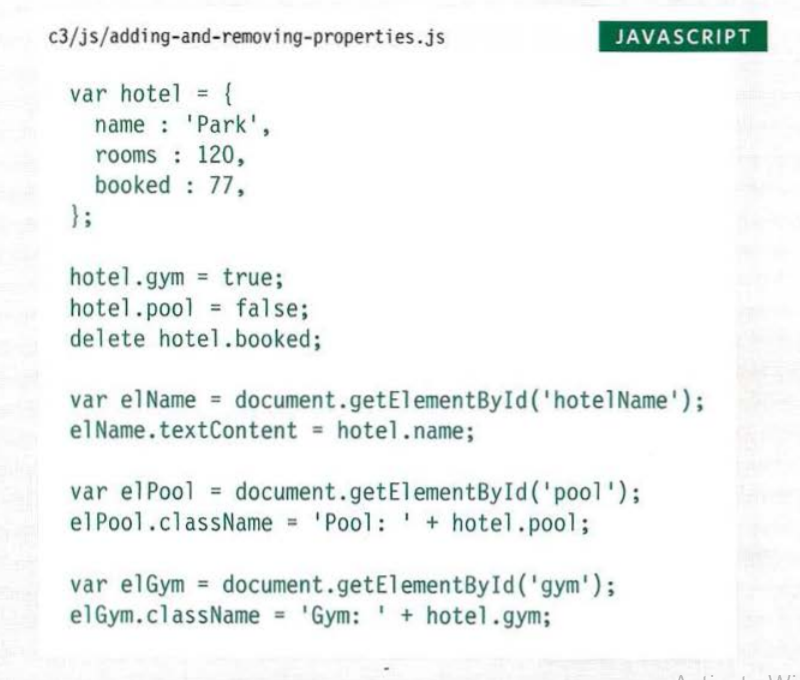 c3/js/adding-and-removing-properties.js
JAVASCRIPT
var hotel = {
  name : 'Park',
  rooms : 120,
  booked : 77,
};
hotel.gym = true;
hotel.pool = false;
delete hotel.booked;
var elName = document.getElementById('hotelName');
elName.textContent = hotel.name;
var elPool = document.getElementById('pool');
elPool.className = 'Pool: ' + hotel.pool;
var elGym = document.getElementById('gym');
elGym.className = 'Gym: ' + hotel.gym;